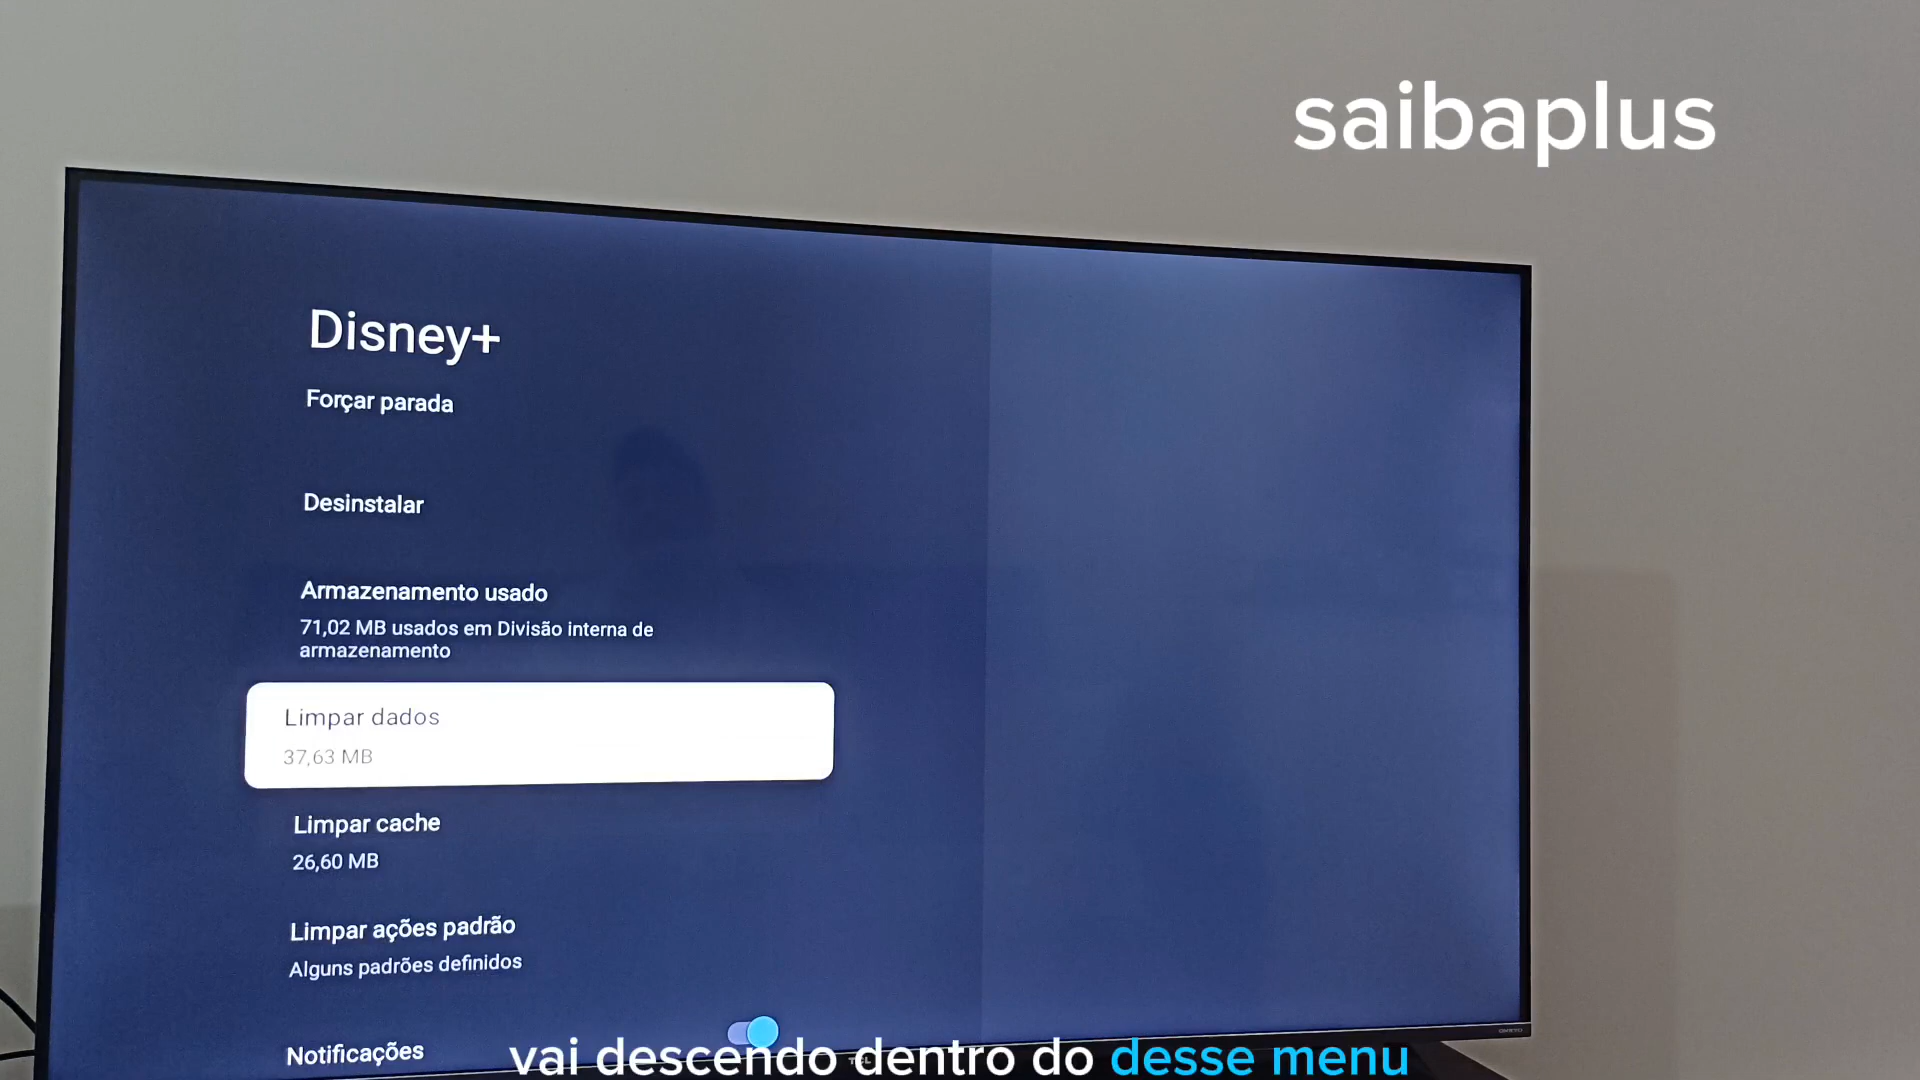 saibaplus
Disney+
Forçar parada
Desinstalar
Armazenamento usado
71,02 MB usados em Divisão interna de
armazenamento
Limpar dados
37,63 MB
Limpar cache
26,60 MB
Limpar ações padrão
Alguns padrões definidos
Notificações
vai descendo dentro do desse menu